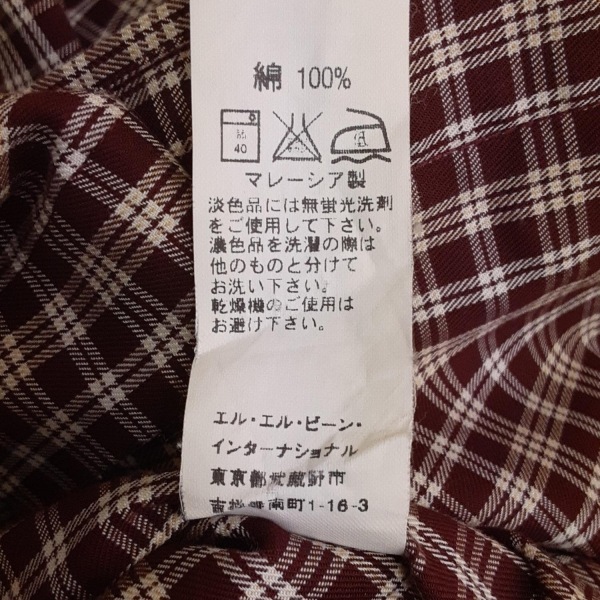 綿 100%
40
低
マレーシア製
淡色品には無蛍光洗剤
をご使用して下さい。
濃色品を洗濯の際は
他のものと分けて
お洗い下さい。
乾燥機のご使用は
お避け下さい。
エル・エル・ビーン・
インターナショナル
東京都武蔵野市
南町1-16-3